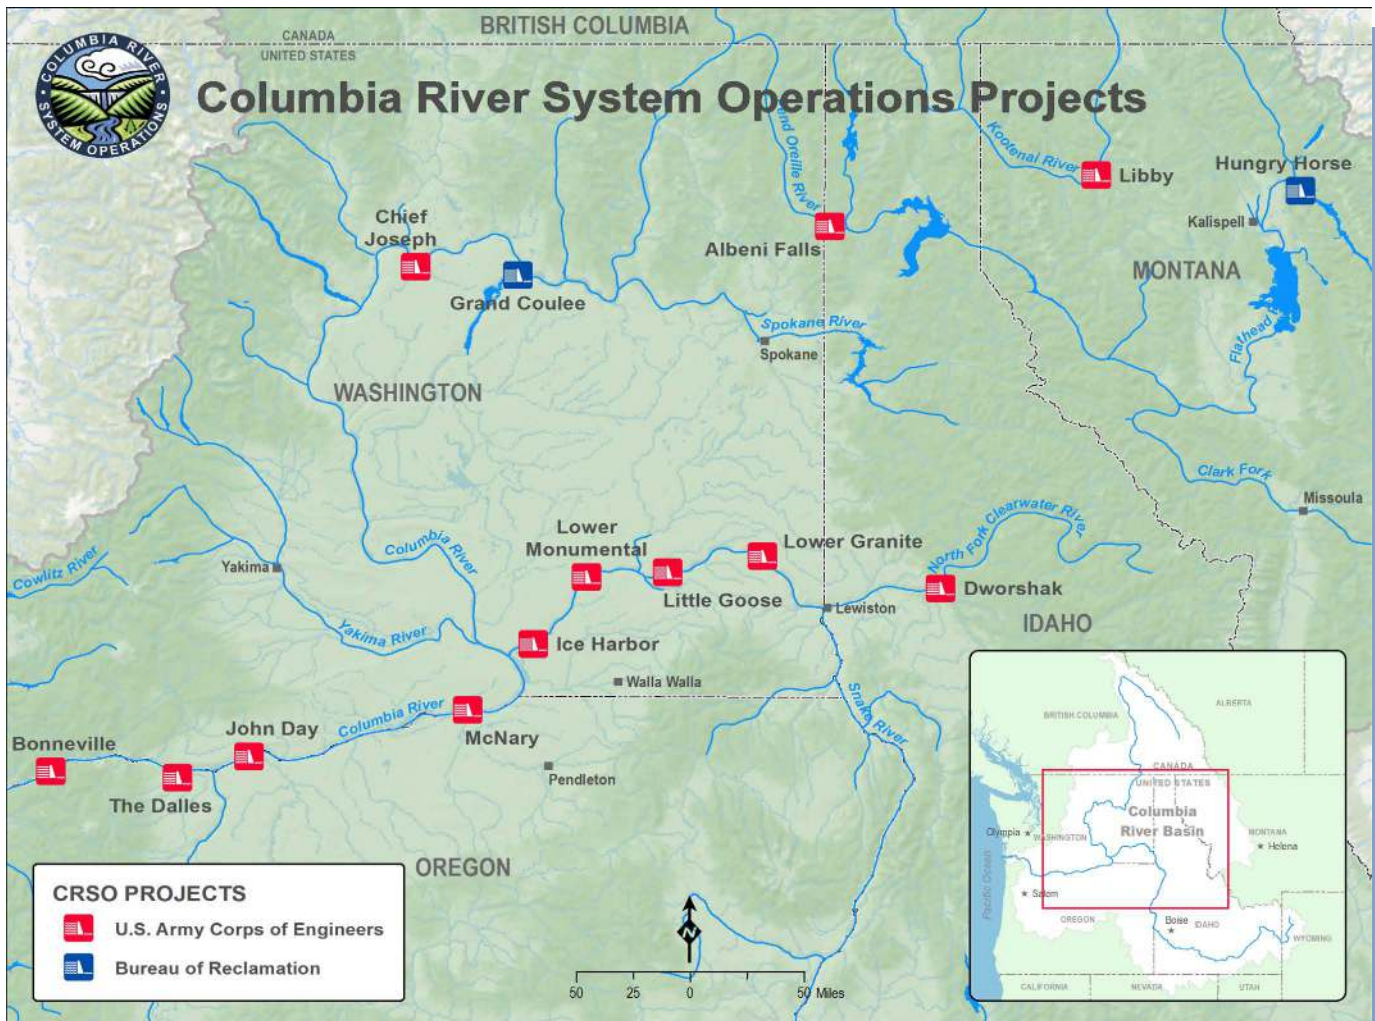 BRITISH COLUMBIA
CANADA
UNITED STATES
COLUMBIA RIVER
SYSTEM OPERATIONS
Columbia River System Operations Projects
Oreille River
Kootenai River
Libby
Hungry Horse
Kalispell
Chief
Joseph
Albeni Falls
MONTANA
Grand Coulee
Spokane River
Spokane
Flathead
WASHINGTON
Clark Fork
Missoula
Lower
Monumental
Lower Granite
North Fork Clearwater River
Columbia River
Cowlitz River
Yakima
Little Goose
Lewiston
Dworshak
IDAHO
Yakima River
Ice Harbor
Walla Walla
Snake River
Columbia River
McNary
John Day
Bonneville
The Dalles
Pendleton
OREGON
CRSO PROJECTS
U.S. Army Corps of Engineers
Bureau of Reclamation
N
50 25 0 50 Miles
ALBERTA
BRITISH COLUMBIA
CANADA
UNITED STATES
Columbia
River Basin
Olympia
WASHINGTON
MONTANA
Helena
Pacific Ocean
Salem
OREGON
Boise
IDAHO
WYOMING
CALIFORNIA
NEVADA
UTAH